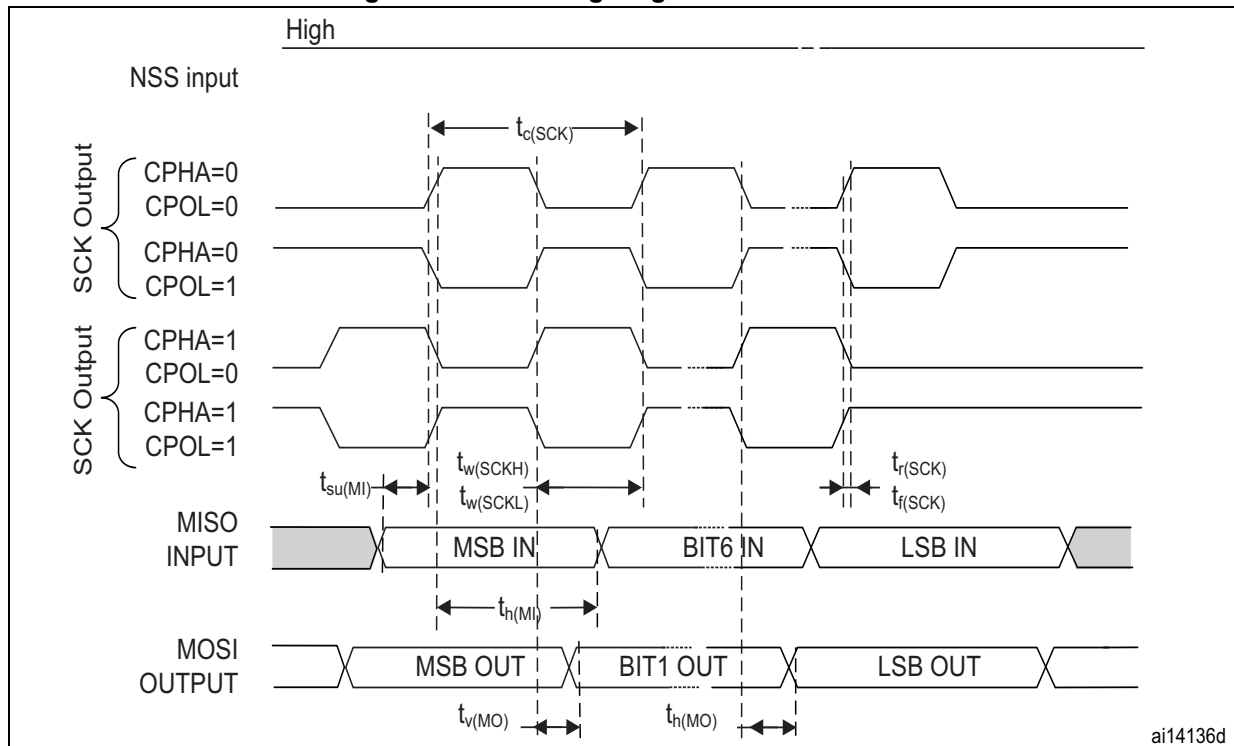 High
NSS input
tc(SCK)
SCK Output
CPHA=0
CPOL=0
CPHA=0
CPOL=1
SCK Output
CPHA=1
CPOL=0
CPHA=1
CPOL=1
tsu(MI)
tw(SCKH)
tw(SCKL)
tr(SCK)
tf(SCK)
MISO
INPUT
MSB IN
BIT6 IN
LSB IN
th(MI)
MOSI
OUTPUT
MSB OUT
BIT1 OUT
LSB OUT
tv(MO)
th(MO)
ai14136d